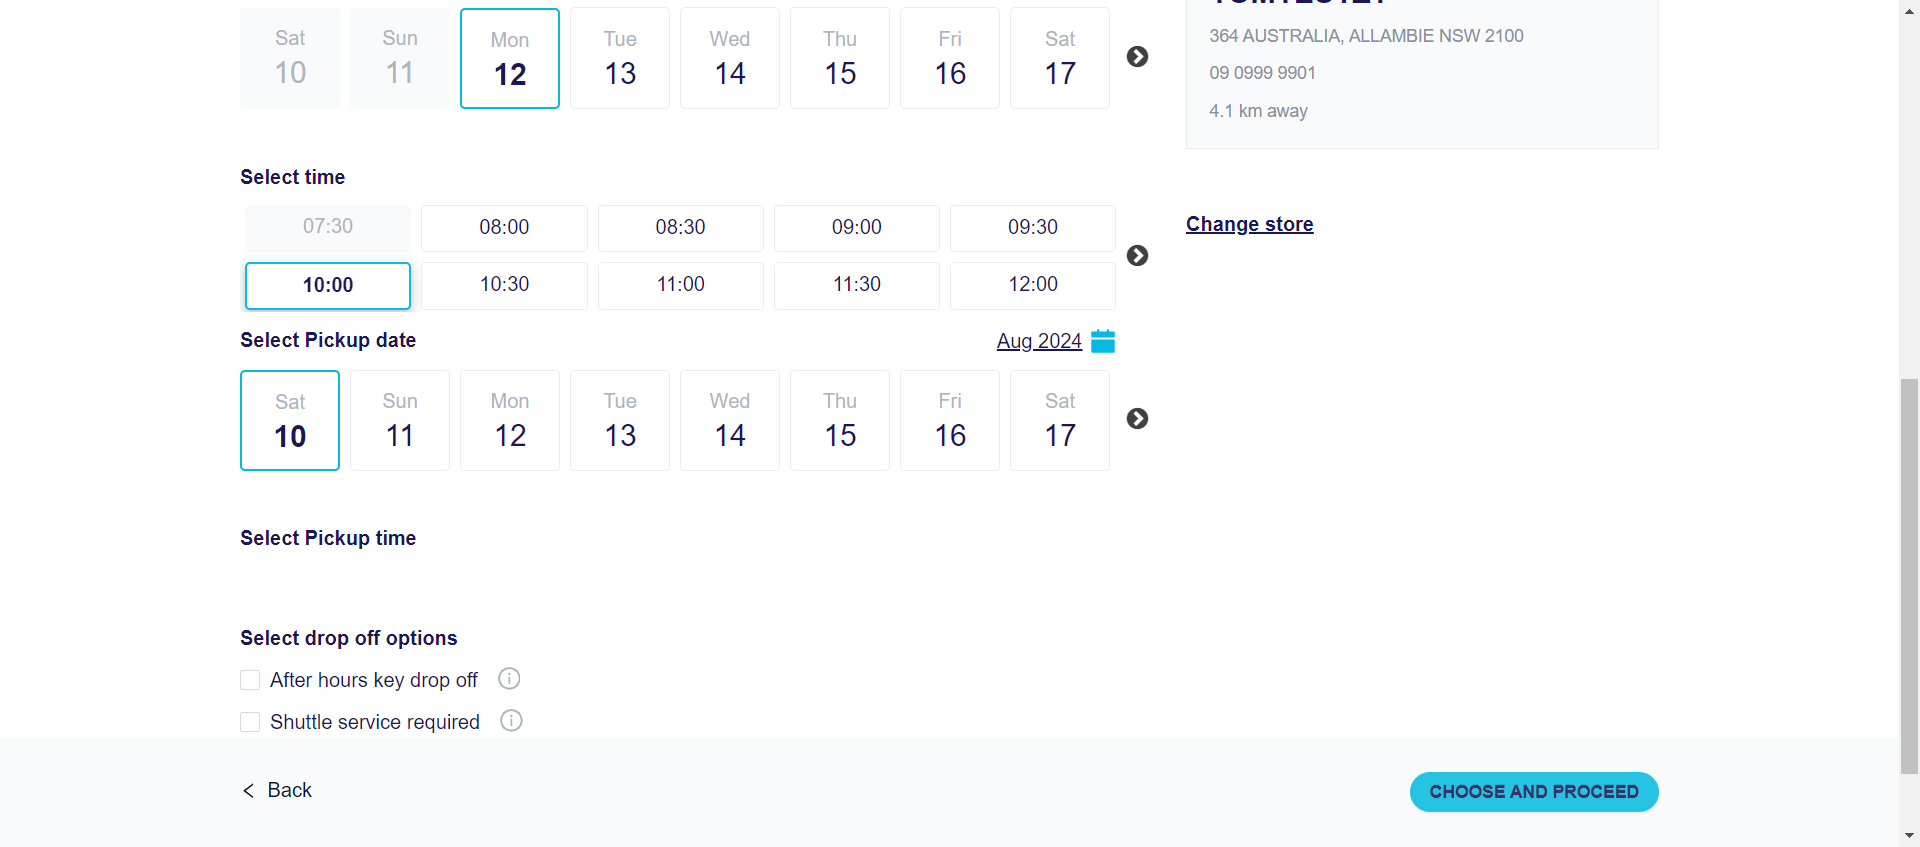 Sat Sun Mon Tue Wed Thu Fri Sat
10 11 12 13 14 15 16 17
364 AUSTRALIA, ALLAMBIE NSW 2100
09 0999 9901
4.1 km away
Select time
07:30 08:00 08:30 09:00 09:30
Change store
10:00 10:30 11:00 11:30 12:00
Select Pickup date
Aug 2024
Sat Sun Mon Tue Wed Thu Fri Sat
10 11 12 13 14 15 16 17
Select Pickup time
Select drop off options
After hours key drop off
Shuttle service required
Back
CHOOSE AND PROCEED